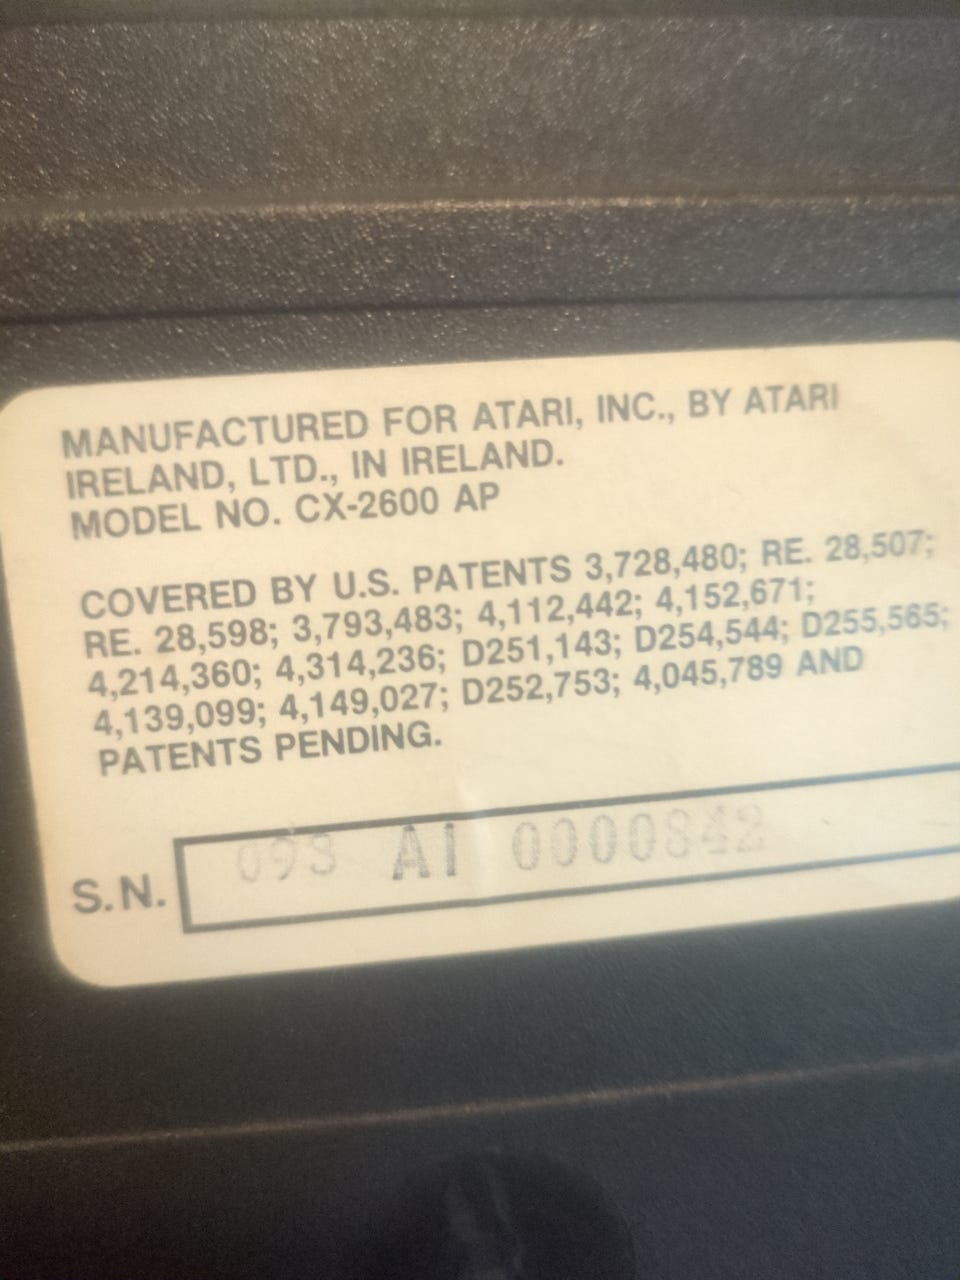 MANUFACTURED FOR ATARI, INC., BY ATARI
IRELAND, LTD., IN IRELAND.
MODEL NO. CX-2600 AP
COVERED BY U.S. PATENTS 3,728,480; RE. 28,507;
RE. 28,598; 3,793,483; 4,112,442; 4,152,671;
4,214,360; 4,314,236; D251,143; D254,544; D255,565;
4,139,099; 4,149,027; D252,753; 4,045,789 AND
PATENTS PENDING.
S.N. 093 AI 0000842